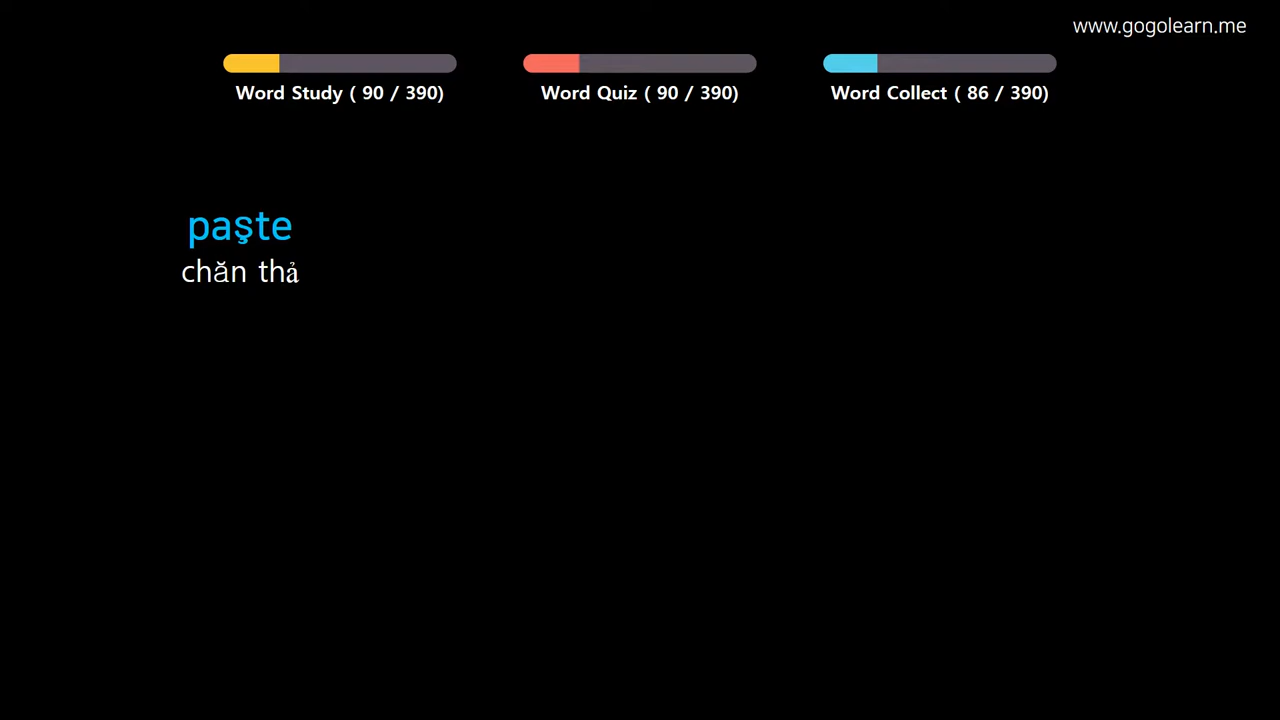 www.gogolearn.me
Word Study ( 90 / 390)
Word Quiz ( 90 / 390)
Word Collect ( 86 / 390)
paşte
chăn thả